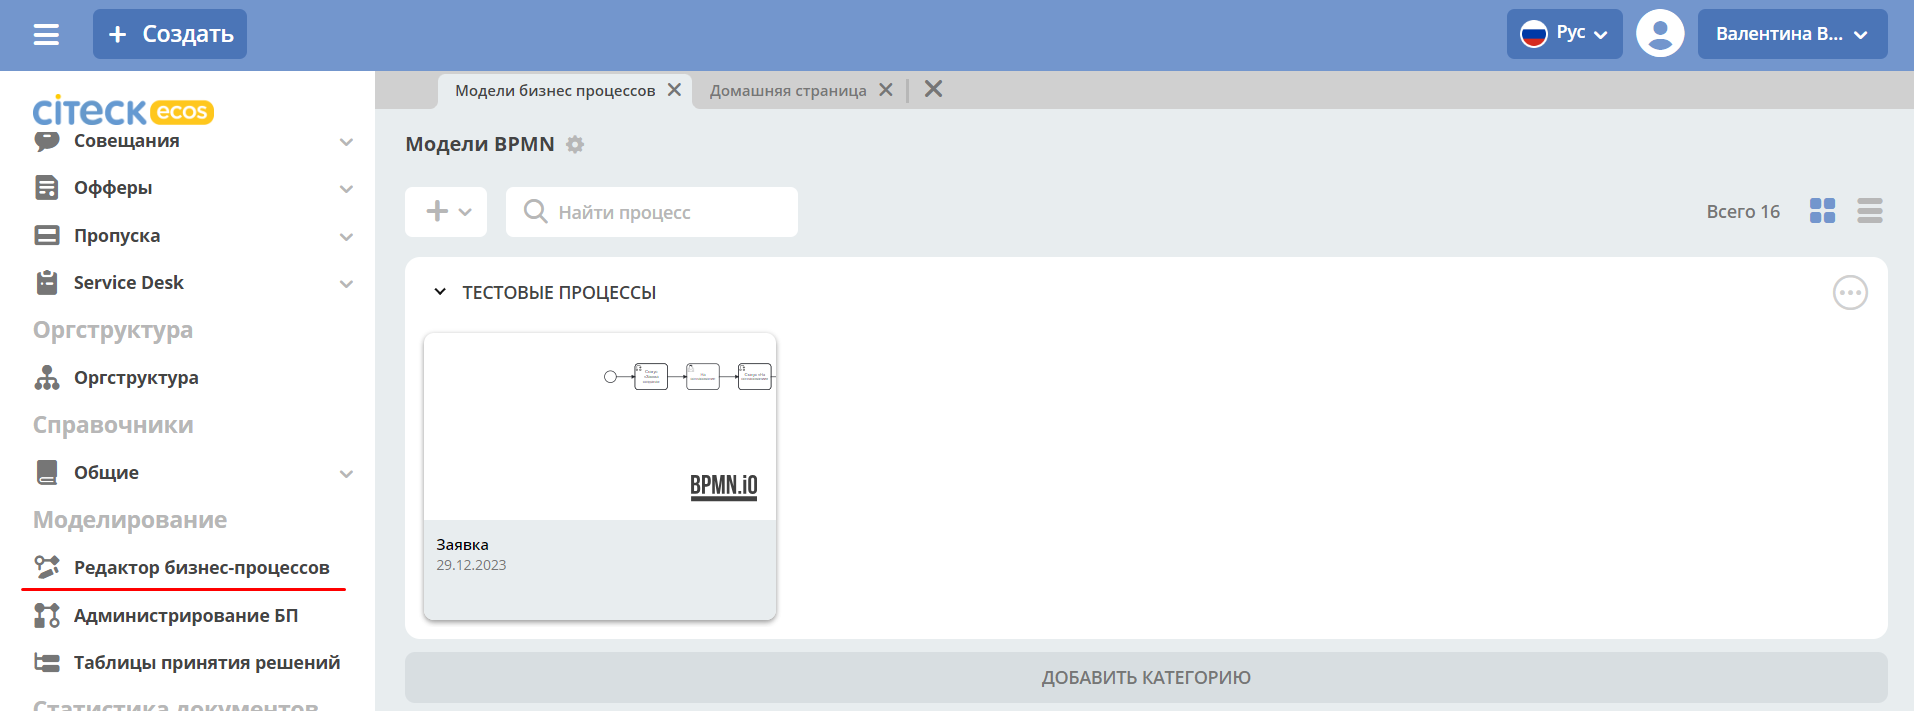 Создать
Рус
Валентина В...
citeck ecos
Совещания
Офферы
Пропуска
Service Desk
Оргструктура
Оргструктура
Справочники
Общие
Моделирование
Редактор бизнес-процессов
Администрирование БП
Таблицы принятия решений
Статистика документов
Модели бизнес процессов
Домашняя страница
Модели BPMN
Найти процесс
Всего 16
ТЕСТОВЫЕ ПРОЦЕССЫ
BPMN.iO
Заявка
29.12.2023
ДОБАВИТЬ КАТЕГОРИЮ